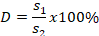 D = s₁/s₂ x100%